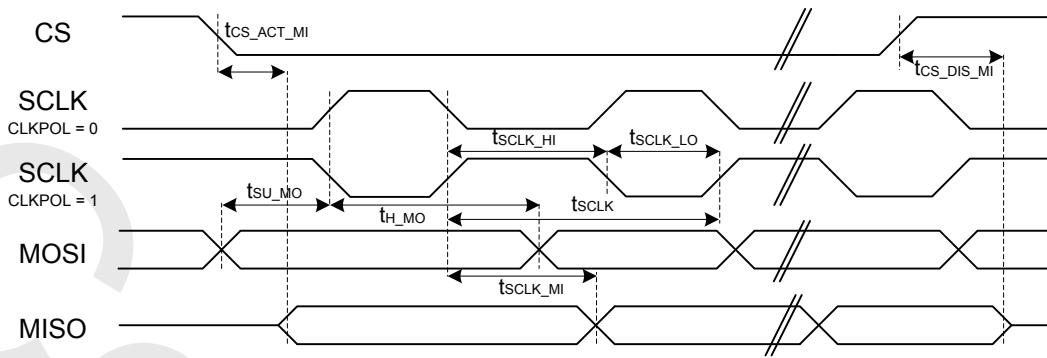 CS
tCS_ACT_MI
tCS_DIS_MI
SCLK
CLKPOL = 0
tSCLK_HI
tSCLK_LO
SCLK
CLKPOL = 1
tSU_MO
tH_MO
tSCLK
MOSI
tSCLK_MI
MISO